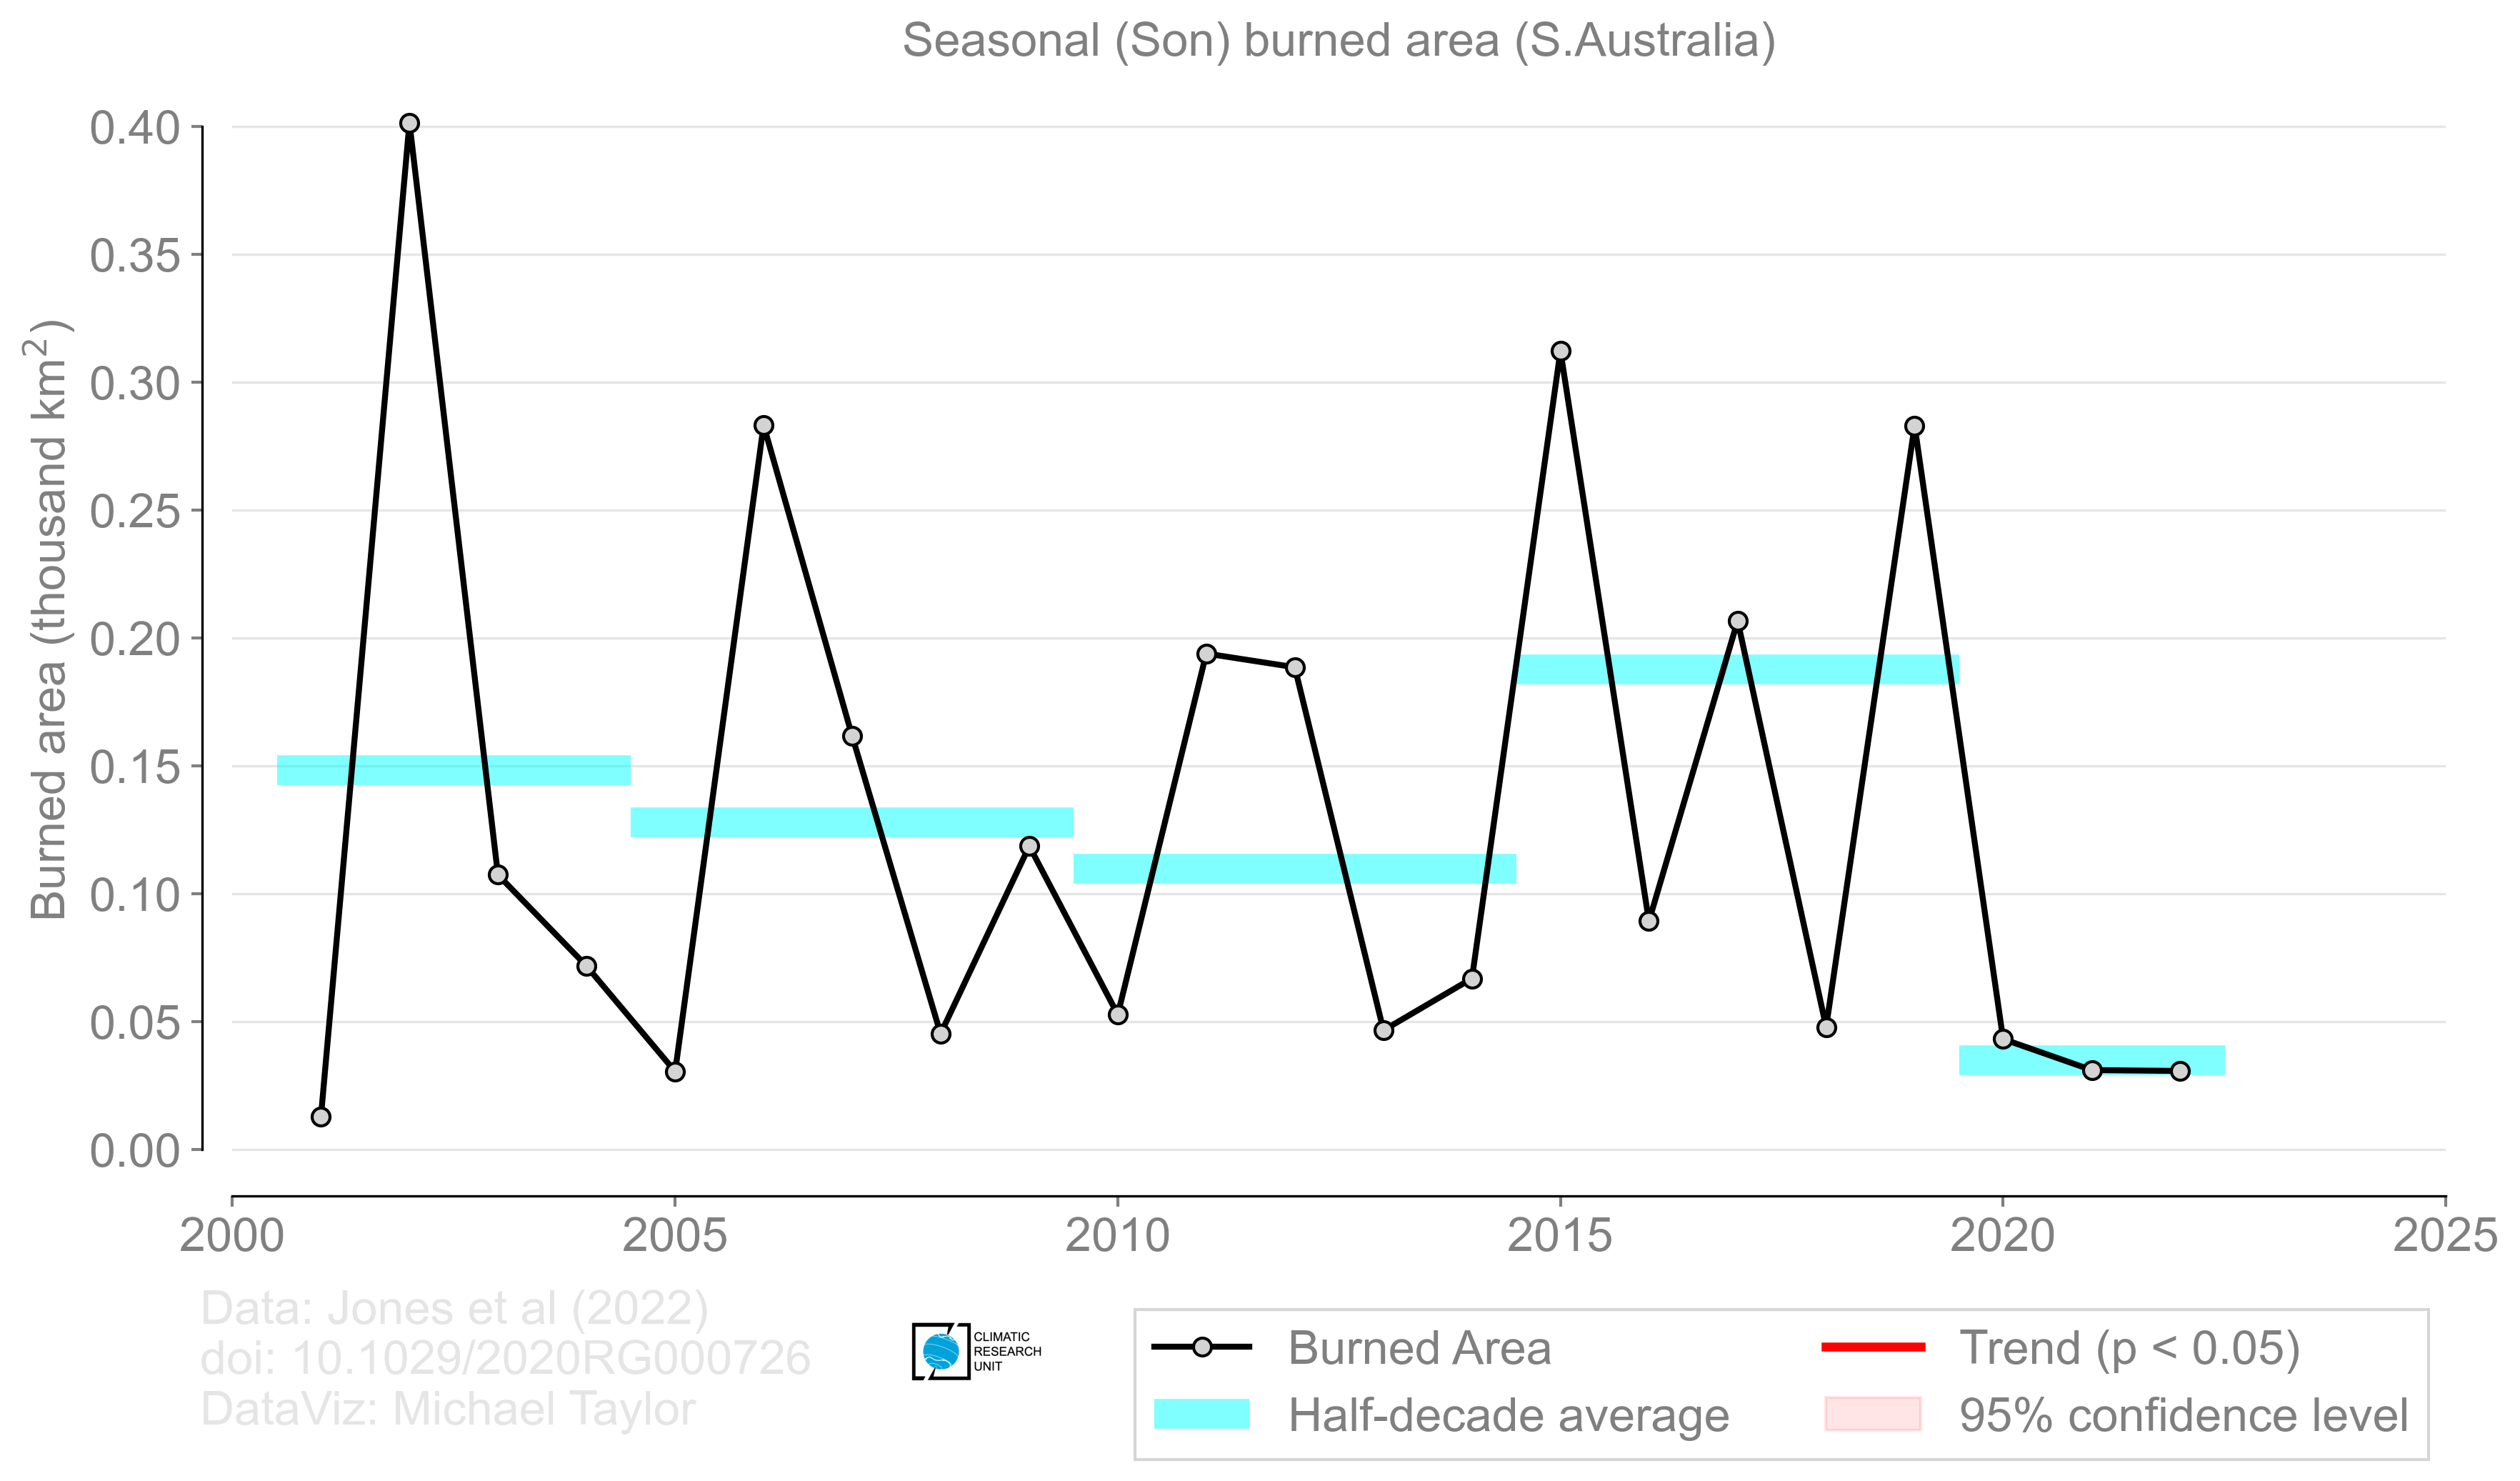 Seasonal (Son) burned area (S.Australia)
Burned area (thousand km²)
0.40
0.35
0.30
0.25
0.20
0.15
0.10
0.05
0.00
2000 2005 2010 2015 2020 2025
Data: Jones et al (2022)
doi: 10.1029/2020RG000726
DataViz: Michael Taylor
CLIMATIC
RESEARCH
UNIT
Burned Area
Half-decade average
Trend (p < 0.05)
95% confidence level